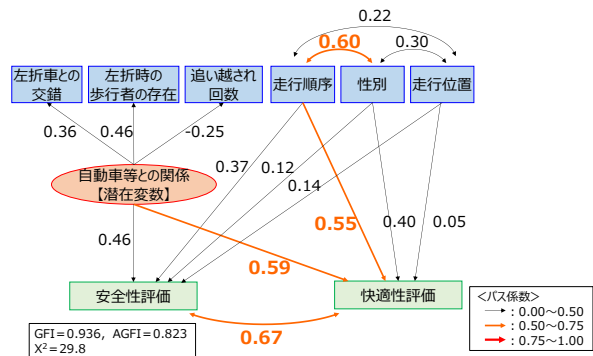 0.22
0.60
0.30
左折車との
交錯
左折時の
歩行者の存在
追い越され
回数
走行順序
性別
走行位置
0.36
0.46
-0.25
自動車等との関係
【潜在変数】
0.37
0.12
0.14
0.55
0.40
0.05
0.46
0.59
安全性評価
快適性評価
0.67
GFI＝0.936，AGFI＝0.823
X²＝29.8
＜パス係数＞
：0.00～0.50
：0.50～0.75
：0.75～1.00